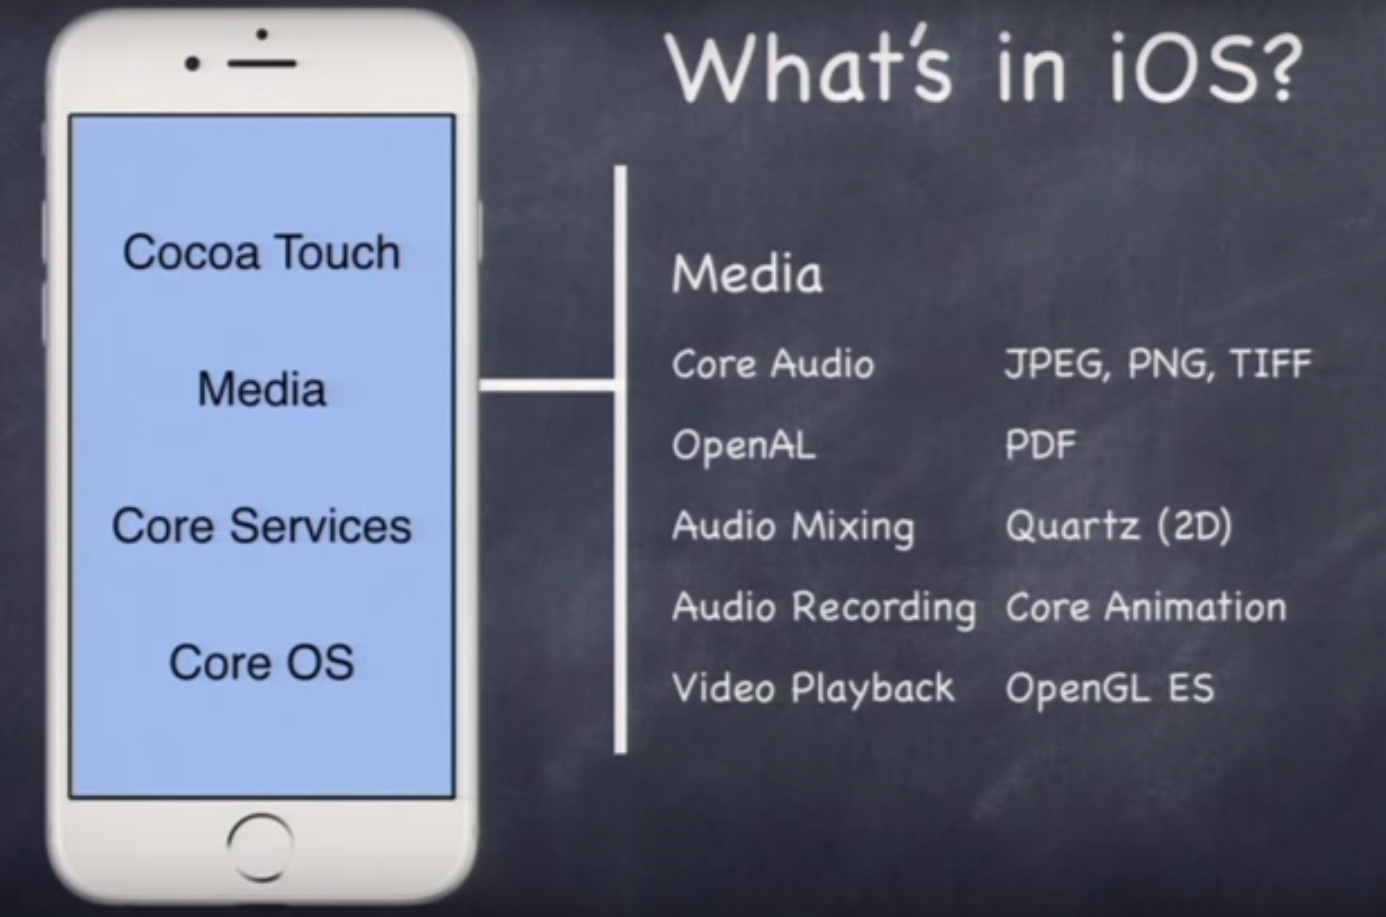 What's in iOS?
Cocoa Touch
Media
Core Services
Core OS
Media
Core Audio
OpenAL
Audio Mixing
Audio Recording
Video Playback
JPEG, PNG, TIFF
PDF
Quartz (2D)
Core Animation
OpenGL ES